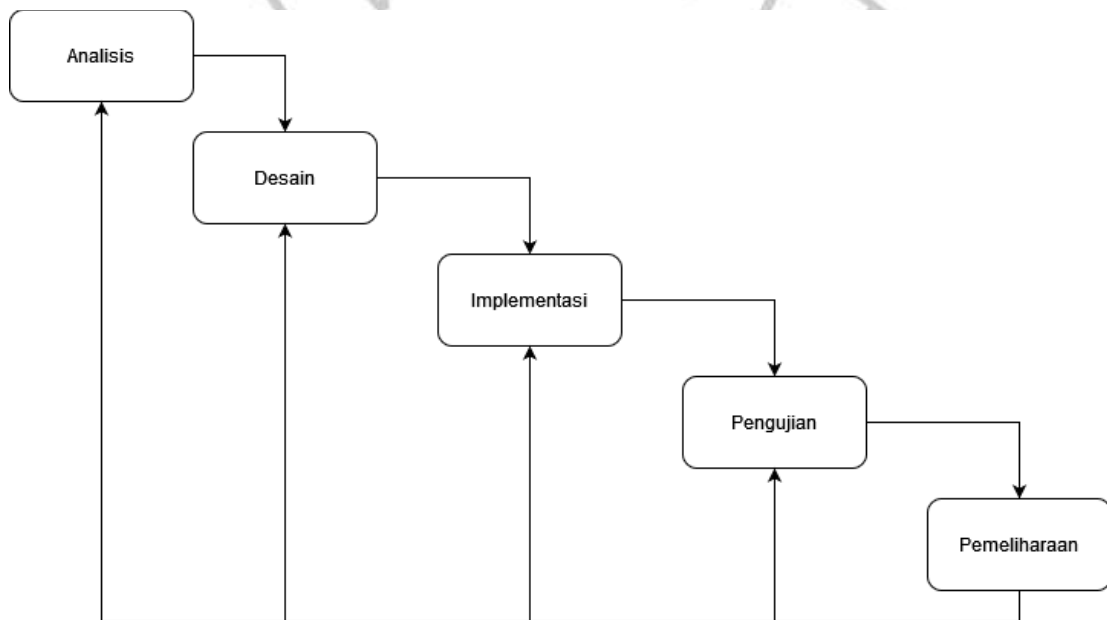 Analisis
Desain
Implementasi
Pengujian
Pemeliharaan